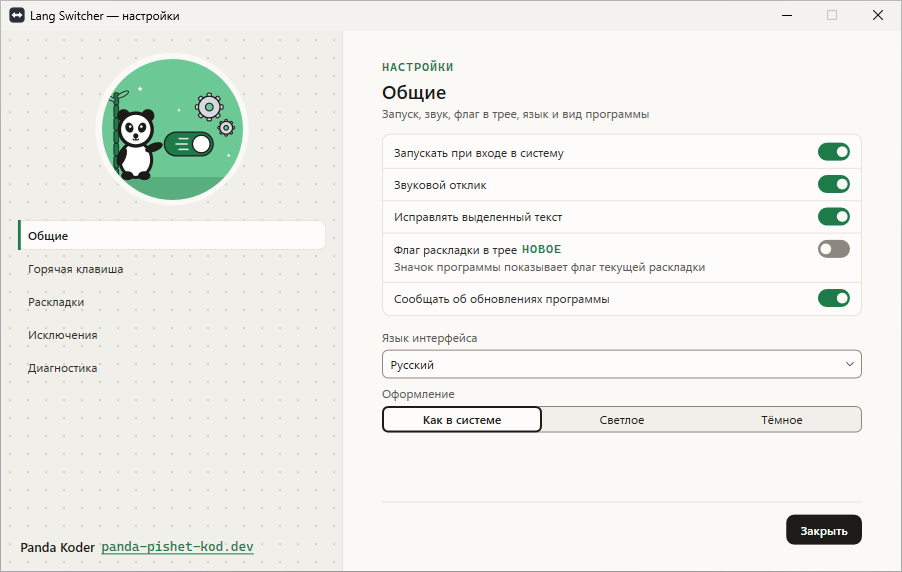 Lang Switcher — настройки
Общие
Горячая клавиша
Раскладки
Исключения
Диагностика
Panda Koder panda-pishet-kod.dev
НАСТРОЙКИ
Общие
Запуск, звук, флаг в трее, язык и вид программы
Запускать при входе в систему
Звуковой отклик
Исправлять выделенный текст
Флаг раскладки в трее НОВОЕ
Значок программы показывает флаг текущей раскладки
Сообщать об обновлениях программы
Язык интерфейса
Русский
Оформление
Как в системе Светлое Тёмное
Закрыть